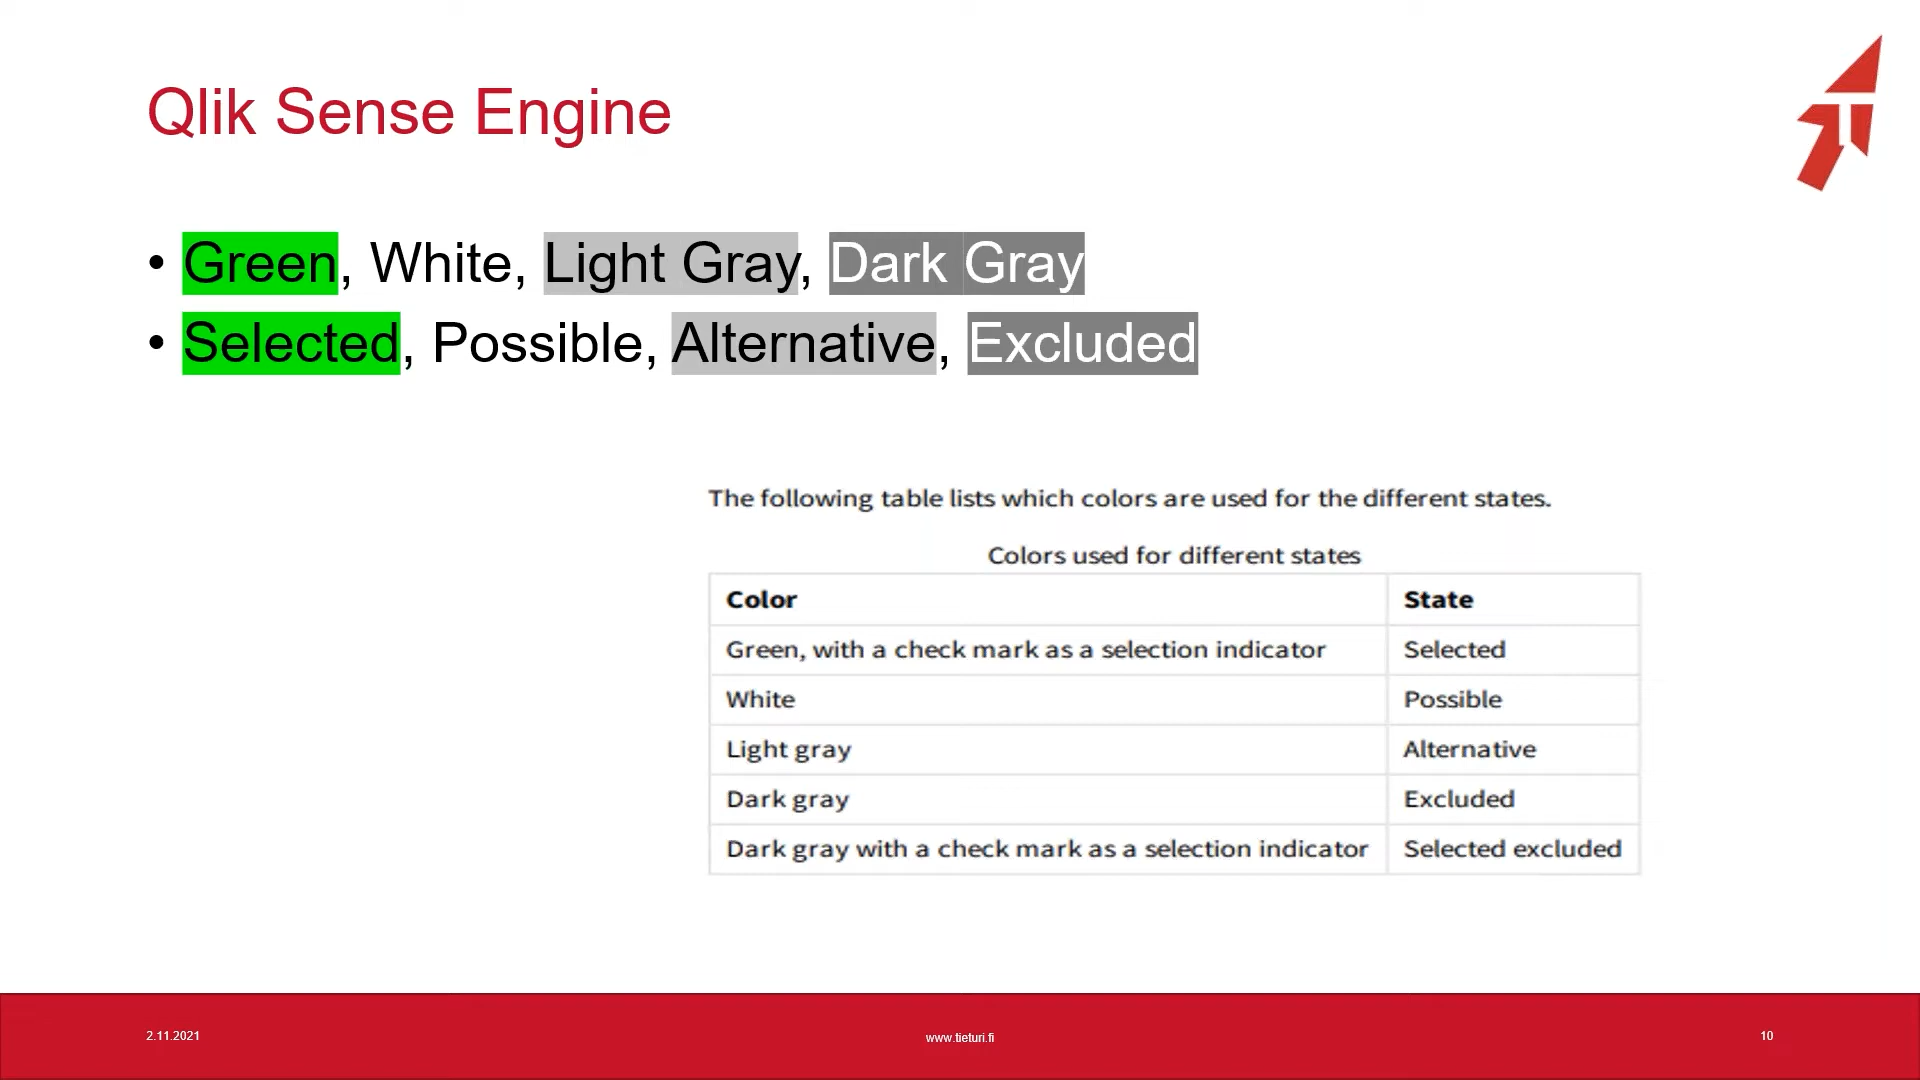 Qlik Sense Engine
• Green, White, Light Gray, Dark Gray
• Selected, Possible, Alternative, Excluded
The following table lists which colors are used for the different states.
Colors used for different states
Color State
Green, with a check mark as a selection indicator Selected
White Possible
Light gray Alternative
Dark gray Excluded
Dark gray with a check mark as a selection indicator Selected excluded
2.11.2021 www.tieturi.fi 10